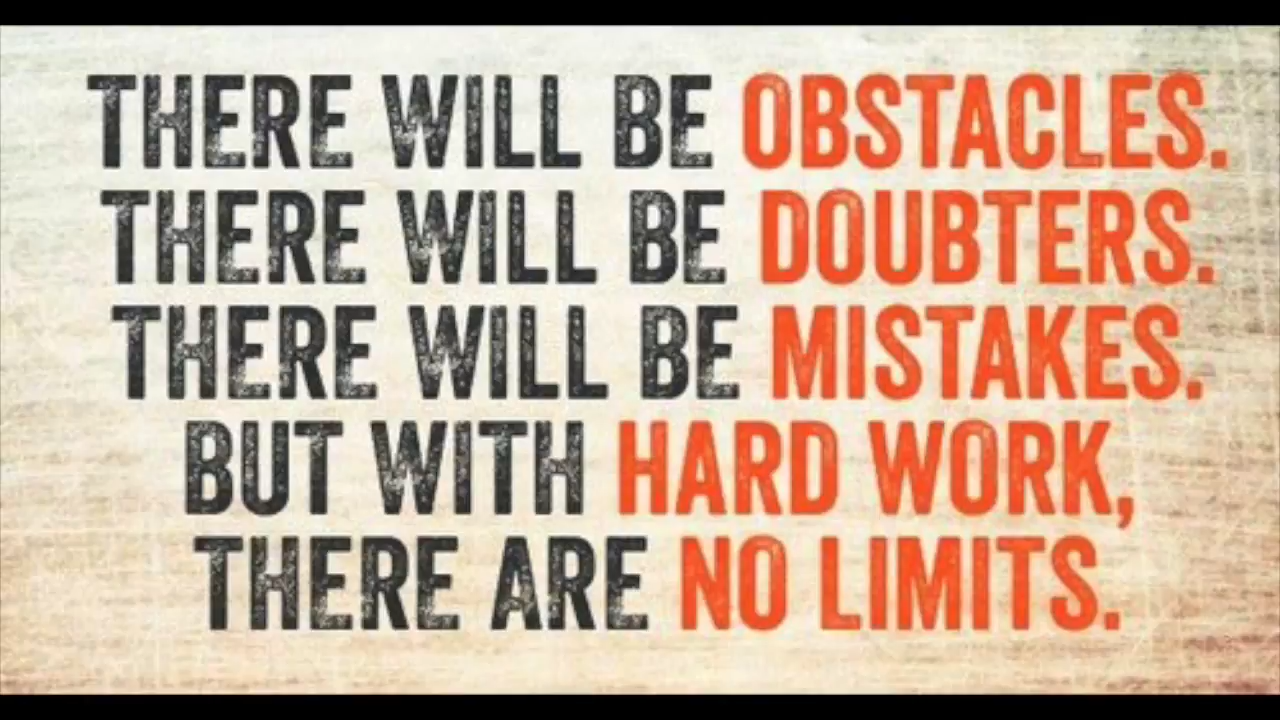 THERE WILL BE OBSTACLES.
THERE WILL BE DOUBTERS.
THERE WILL BE MISTAKES.
BUT WITH HARD WORK,
THERE ARE NO LIMITS.